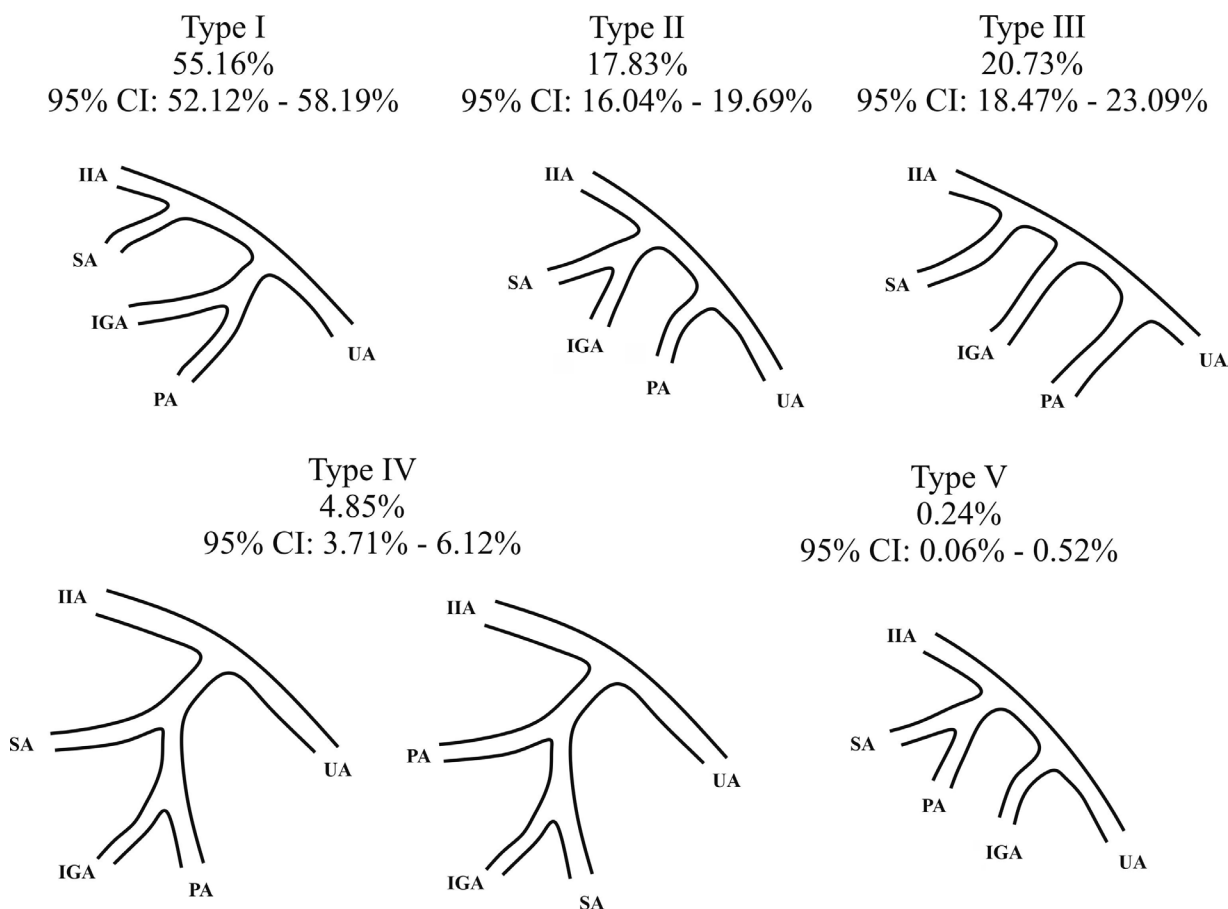 Type I
55.16%
95% CI: 52.12% - 58.19%
Type II
17.83%
95% CI: 16.04% - 19.69%
Type III
20.73%
95% CI: 18.47% - 23.09%
IIA
SA
IGA
PA
UA
IIA
SA
IGA
PA
UA
IIA
SA
IGA
PA
UA
Type IV
4.85%
95% CI: 3.71% - 6.12%
Type V
0.24%
95% CI: 0.06% - 0.52%
IIA
SA
IGA
PA
UA
IIA
PA
IGA
SA
UA
IIA
SA
PA
IGA
UA